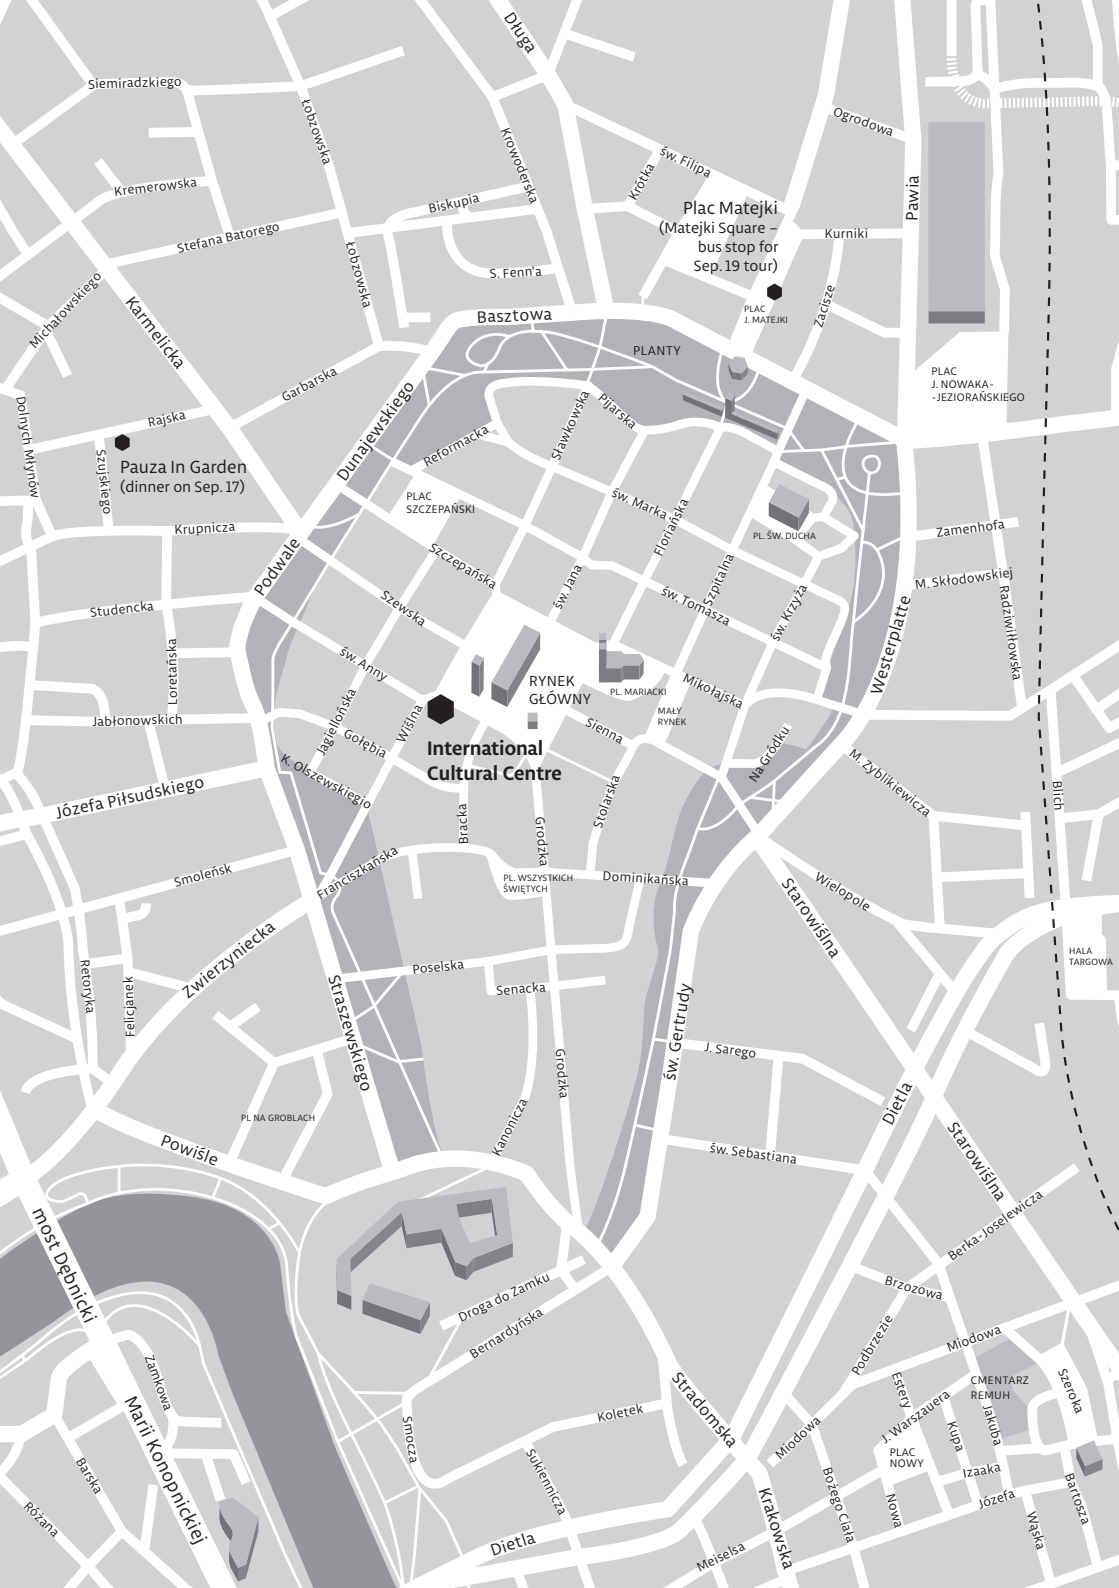 Długa
Siemiradzkiego
Łobzowska
Ogrodowa
Krowoderska
św. Filipa
Krótka
Kremerowska
Biskupia
Pawia
Plac Matejki
(Matejki Square –
bus stop for
Sep. 19 tour)
Kurniki
Stefana Batorego
Łobzowska
S. Fenn'a
Michałowskiego
Karmelicka
Zacisze
Basztowa
PLAC
J. MATEJKI
PLANTY
PLAC
J. NOWAKA-
-JEZIORAŃSKIEGO
Garbarska
Dunajewskiego
Dolnych Młynów
Rajska
Sławkowska
Pijarska
Reformacka
Szujskiego
Pauza In Garden
(dinner on Sep. 17)
PLAC
SZCZEPAŃSKI
św. Marka
Floriańska
PL. ŚW. DUCHA
Krupnicza
Zamenhofa
Podwale
Szczepańska
św. Jana
Szpitalna
M. Skłodowskiej
Radziwiłłowska
Studencka
Szewska
św. Tomasza
św. Krzyża
Westerplatte
Loretańska
św. Anny
RYNEK
GŁÓWNY
PL. MARIACKI
Mikołajska
MAŁY
RYNEK
Jabłonowskich
Jagiellońska
Gołębia
Wiślna
Sienna
International
Cultural Centre
Na Gródku
K. Olszewskiegio
M. Zyblikiewicza
Józefa Piłsudskiego
Stolarska
Blich
Bracka
Grodzka
Smoleńsk
Franciszkańska
PL. WSZYSTKICH
ŚWIĘTYCH
Dominikańska
Wielopole
Starowiślna
Zwierzyniecka
HALA
TARGOWA
Retoryka
Felicjanek
Poselska
Senacka
Straszewskiego
św. Gertrudy
J. Sarego
Grodzka
Dietla
PL NA GROBLACH
Kanonicza
Starowiślna
Powiśle
św. Sebastiana
most Dębnicki
Berka-Joselewicza
Droga do Zamku
Bernardyńska
Brzozowa
Podbrzezie
Miodowa
Zamkowa
Stradomska
Estery
CMENTARZ
REMUH
Szeroka
Marii Konopnickiej
Smocza
Koletek
J. Warszauera
Jakuba
Miodowa
Kupa
PLAC
NOWY
Barska
Sukiennicza
Izaaka
Bożego Ciała
Nowa
Józefa
Bartosza
Różana
Krakowska
Wąska
Dietla
Meiselsa